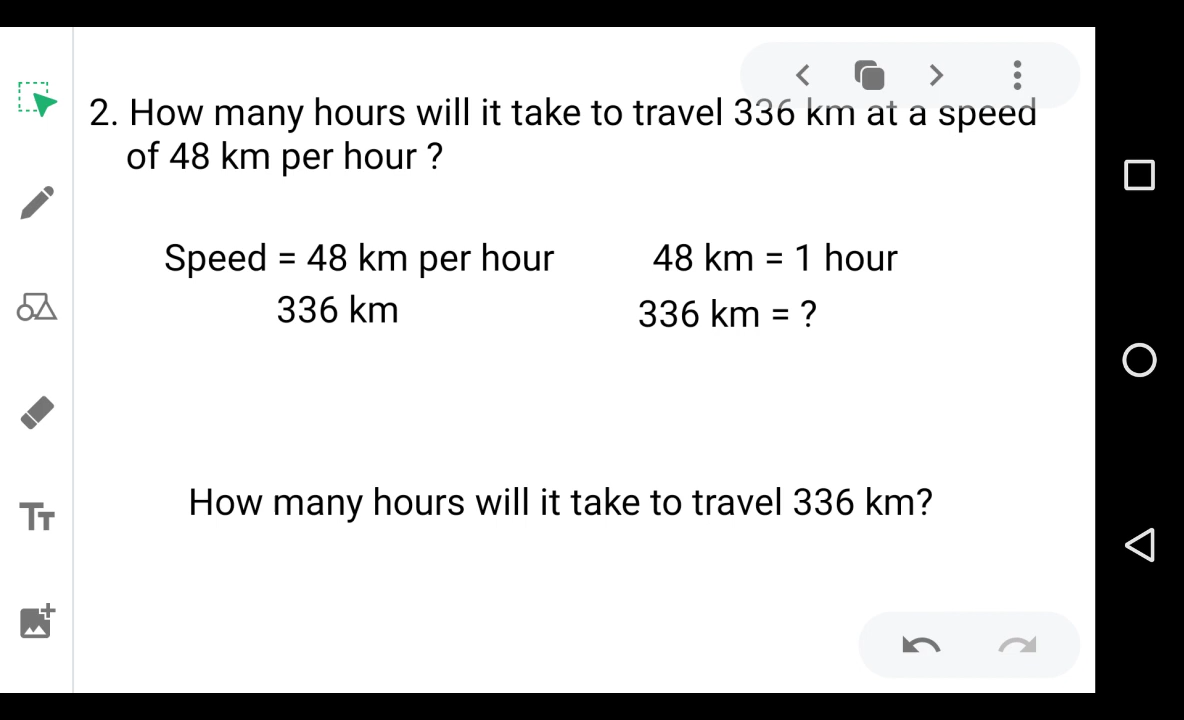 2. How many hours will it take to travel 336 km at a speed
of 48 km per hour ?
Speed = 48 km per hour
336 km
48 km = 1 hour
336 km = ?
How many hours will it take to travel 336 km?
TT